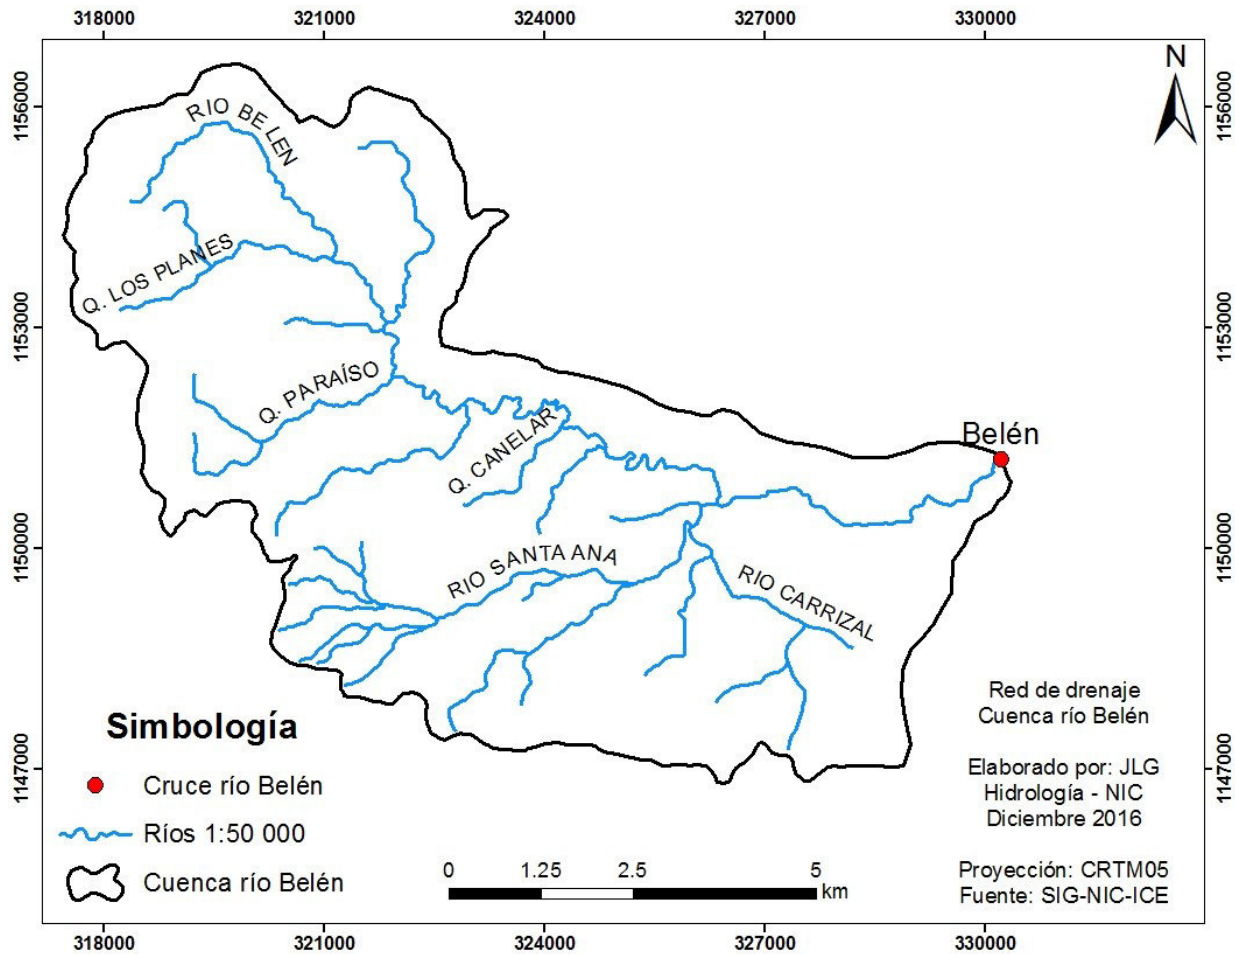 318000 321000 324000 327000 330000
N
1156000 1156000
RIO BELEN
Q. LOS PLANES
1153000 1153000
Q. PARAÍSO
Q. CANELAR
Belén
1150000 1150000
RIO SANTA ANA
RIO CARRIZAL
Red de drenaje
Cuenca río Belén
Simbología
Elaborado por: JLG
Hidrología - NIC
Diciembre 2016
1147000 1147000
Cruce río Belén
Ríos 1:50 000
Cuenca río Belén
0 1.25 2.5 5
km
Proyección: CRTM05
Fuente: SIG-NIC-ICE
318000 321000 324000 327000 330000